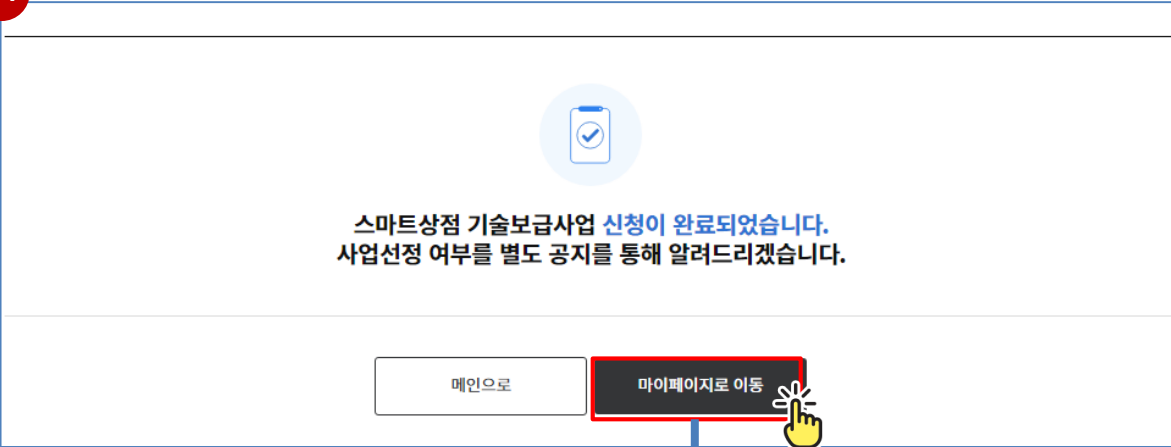 스마트상점 기술보급사업 신청이 완료되었습니다.
사업선정 여부를 별도 공지를 통해 알려드리겠습니다.
메인으로
마이페이지로 이동